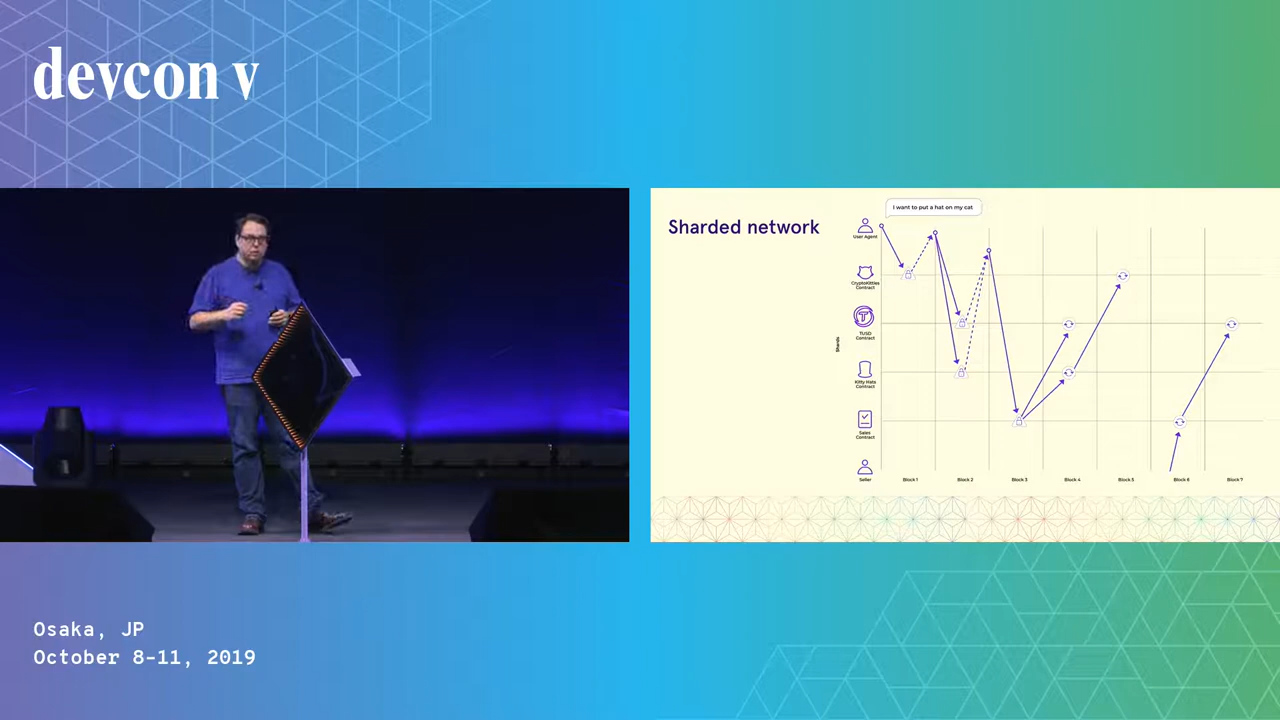 devcon v
Sharded network
I want to put a hat on my cat
User Agent
CryptoKitties
Contract
TUSD
Contract
Kitty Hats
Contract
Sales
Contract
Seller
Shards
Block 1
Block 2
Block 3
Block 4
Block 5
Block 6
Block 7
Osaka, JP
October 8-11, 2019